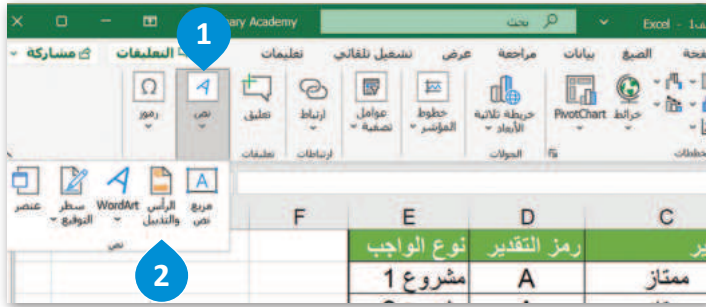 Excel
بحث
ary Academy
1
الصيغ بيانات مراجعة عرض تشغيل تلقائي تعليمات التعليقات مشاركة
خرائط PivotChart خريطة ثلاثية الأبعاد خطوط المؤشر عوامل تصفية ارتباط تعليق نص رموز
الجولات ارتباطات تعليقات
مربع نص الرأس والتذييل WordArt سطر التوقيع عنصر
نص
2
C D E F
رمز التقدير نوع الواجب
ممتاز A مشروع 1